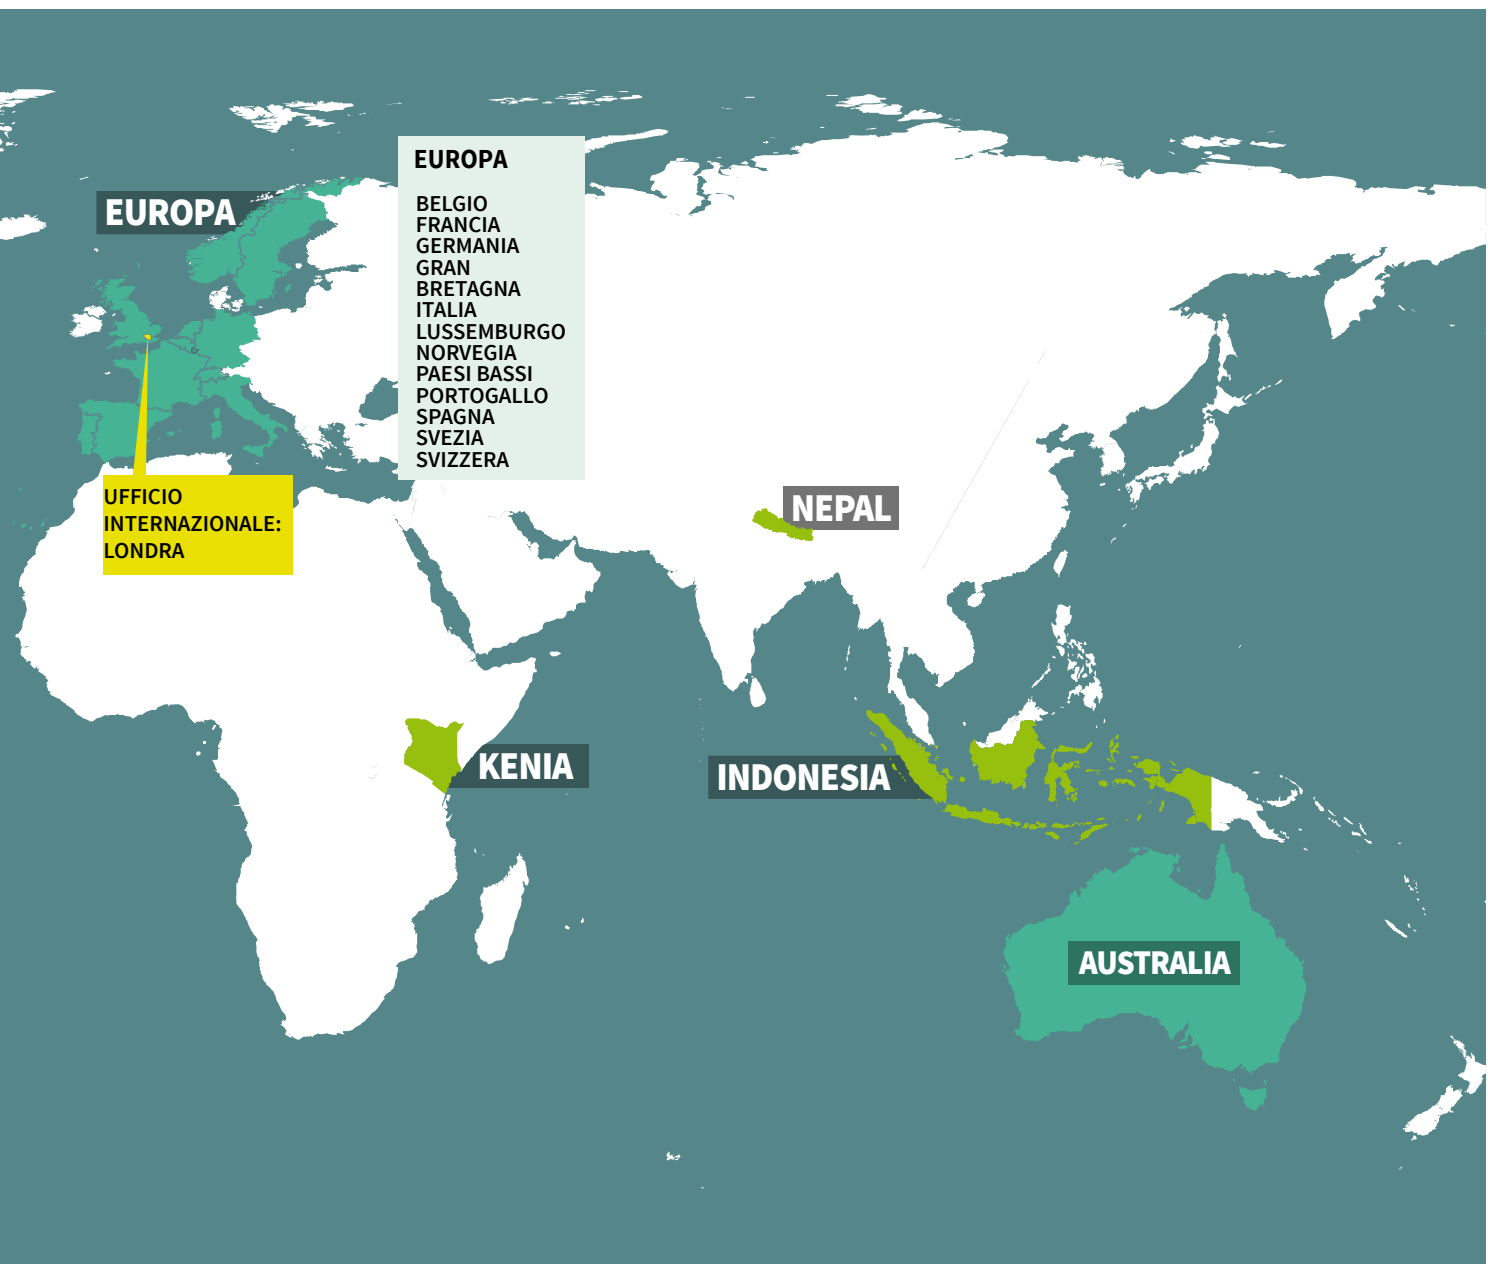 EUROPA
EUROPA
BELGIO
FRANCIA
GERMANIA
GRAN
BRETAGNA
ITALIA
LUSSEMBURGO
NORVEGIA
PAESI BASSI
PORTOGALLO
SPAGNA
SVEZIA
SVIZZERA
UFFICIO
INTERNAZIONALE:
LONDRA
NEPAL
KENIA
INDONESIA
AUSTRALIA